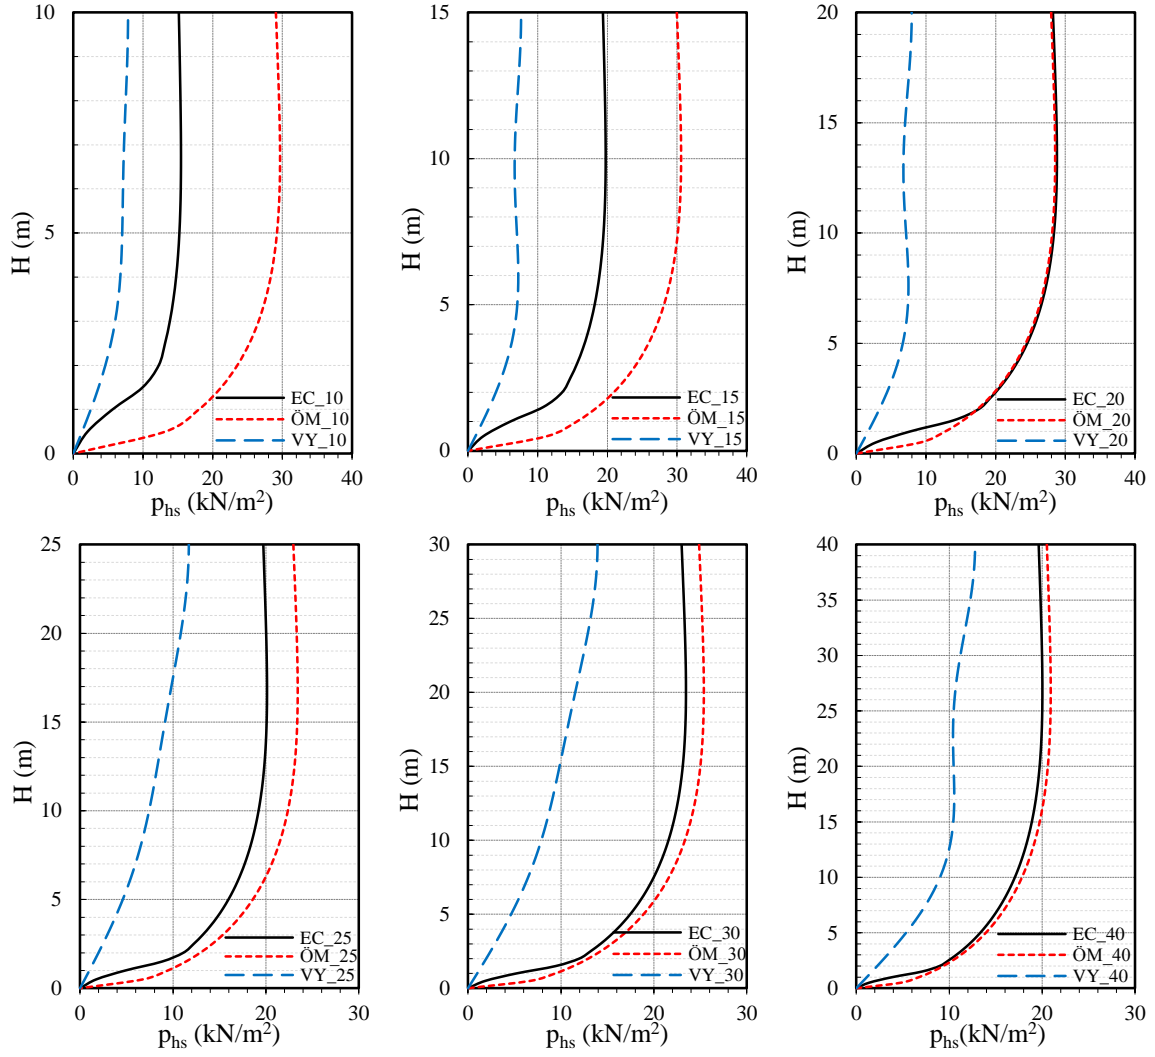 10
5
0
H (m)
EC_10
ÖM_10
VY_10
0 10 20 30 40
p_hs (kN/m²)
15
10
5
0
H (m)
EC_15
ÖM_15
VY_15
0 10 20 30 40
p_hs (kN/m²)
20
15
10
5
0
H (m)
EC_20
ÖM_20
VY_20
0 10 20 30 40
p_hs (kN/m²)
25
20
15
10
5
0
H (m)
EC_25
ÖM_25
VY_25
0 10 20 30
p_hs (kN/m²)
30
25
20
15
10
5
0
H (m)
EC_30
ÖM_30
VY_30
0 10 20 30
p_hs (kN/m²)
40
35
30
25
20
15
10
5
0
H (m)
EC_40
ÖM_40
VY_40
0 10 20 30
p_hs(kN/m²)